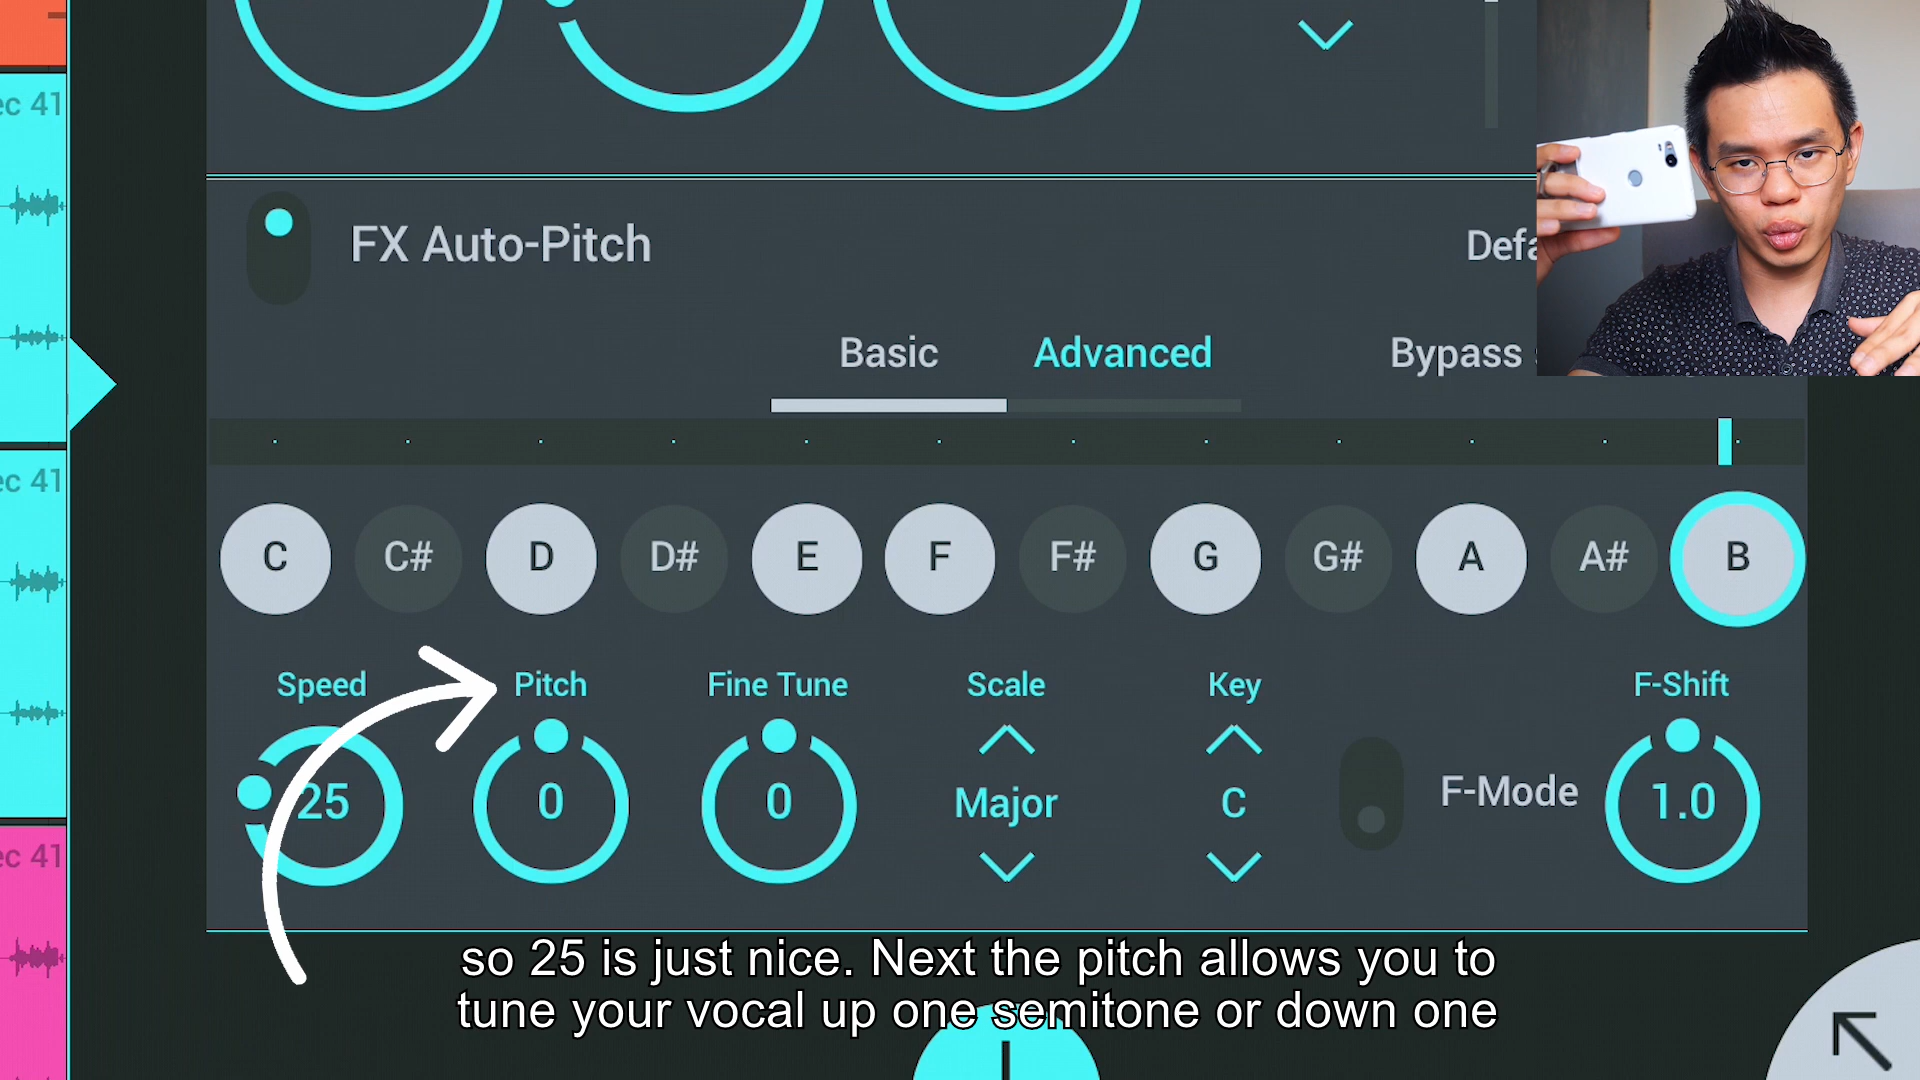 ec 41
FX Auto-Pitch
Defa
Basic Advanced Bypass
C C# D D# E F F# G G# A A# B
ec 41
Speed Pitch Fine Tune Scale Key F-Shift
25 0 0 Major C F-Mode 1.0
ec 41
so 25 is just nice. Next the pitch allows you to
tune your vocal up one semitone or down one